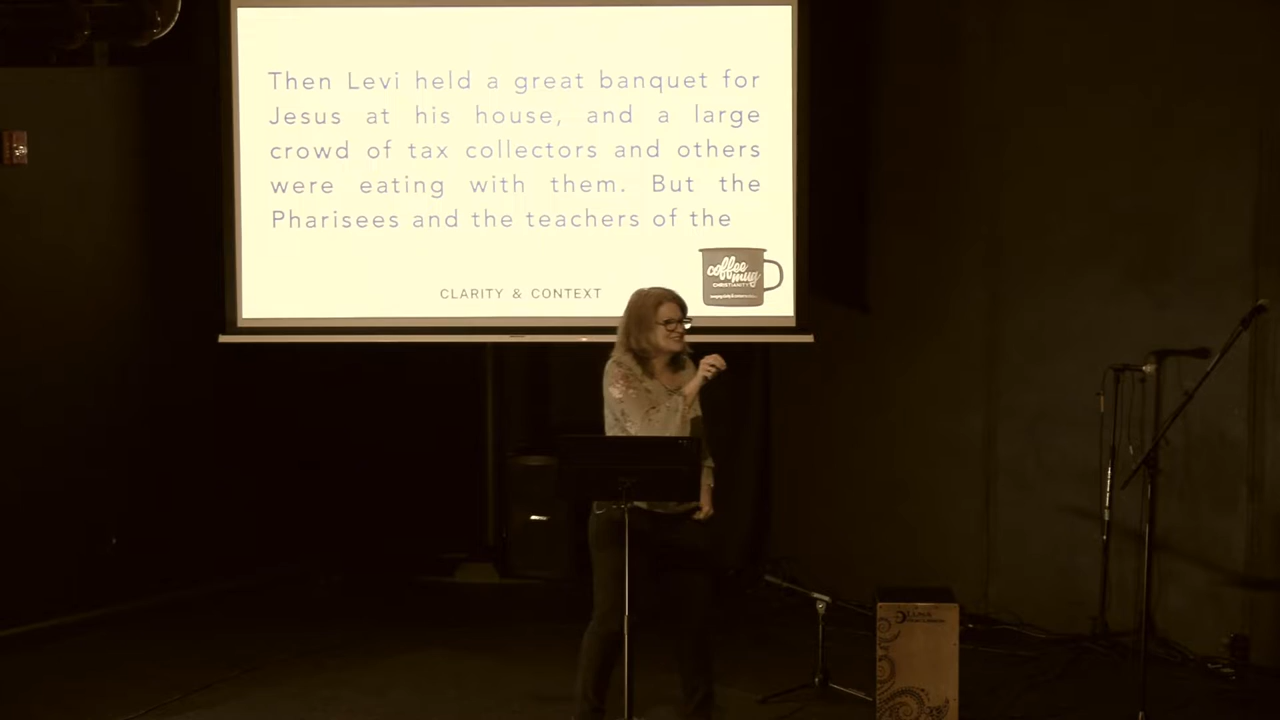 Then Levi held a great banquet for
Jesus at his house, and a large
crowd of tax collectors and others
were eating with them. But the
Pharisees and the teachers of the
CLARITY & CONTEXT
coffee
mug
CHRISTIANITY
LUNA